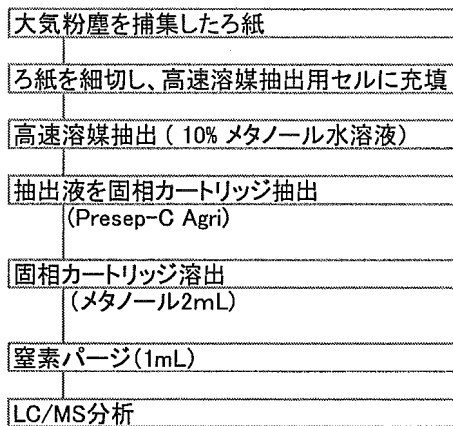 大気粉塵を捕集したろ紙
ろ紙を細切し、高速溶媒抽出用セルに充填
高速溶媒抽出 ( 10% メタノール水溶液)
抽出液を固相カートリッジ抽出
(Presep-C Agri)
固相カートリッジ溶出
(メタノール2mL)
窒素パージ(1mL)
LC/MS分析